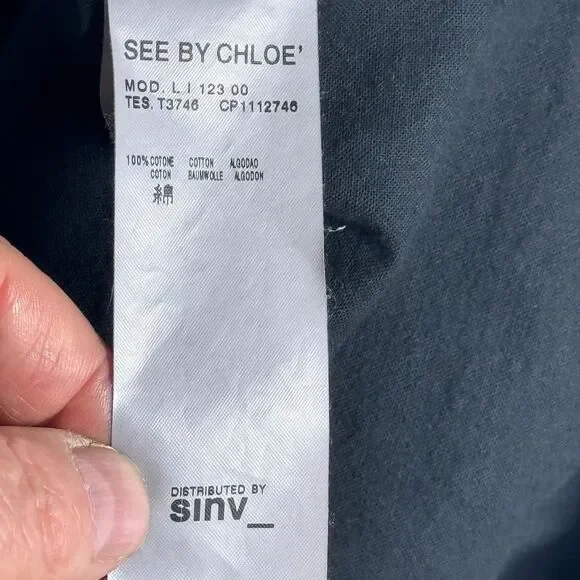 SEE BY CHLOE'
MOD. L I 123 00
TES. T3746 CP1112746
100% COTONE COTTON ALGODAO
COTON BAUMWOLLE ALGODON
綿
DISTRIBUTED BY
sinv_